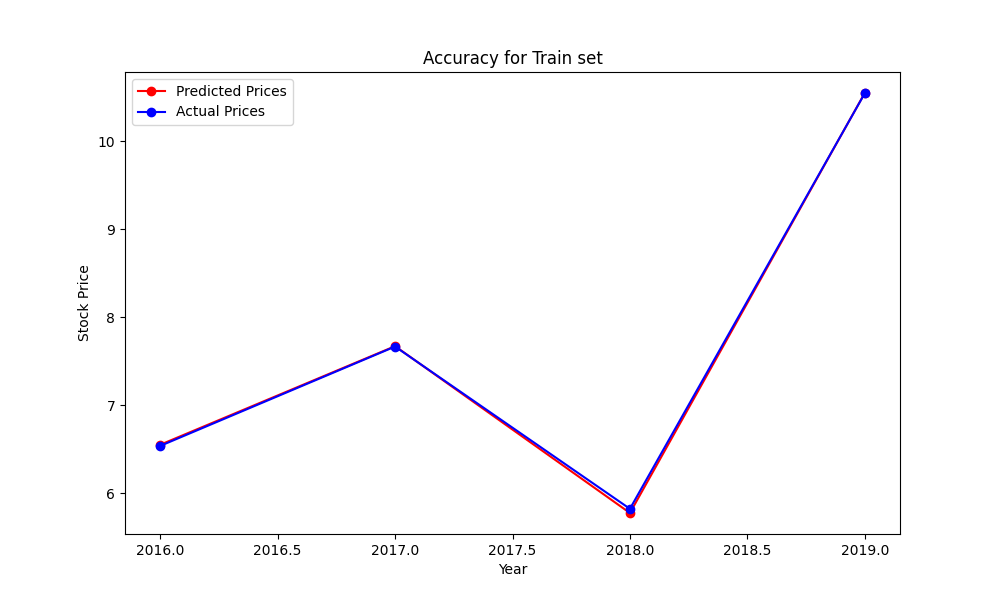 Accuracy for Train set
Predicted Prices
Actual Prices
10
9
8
7
6
Stock Price
2016.0 2016.5 2017.0 2017.5 2018.0 2018.5 2019.0
Year